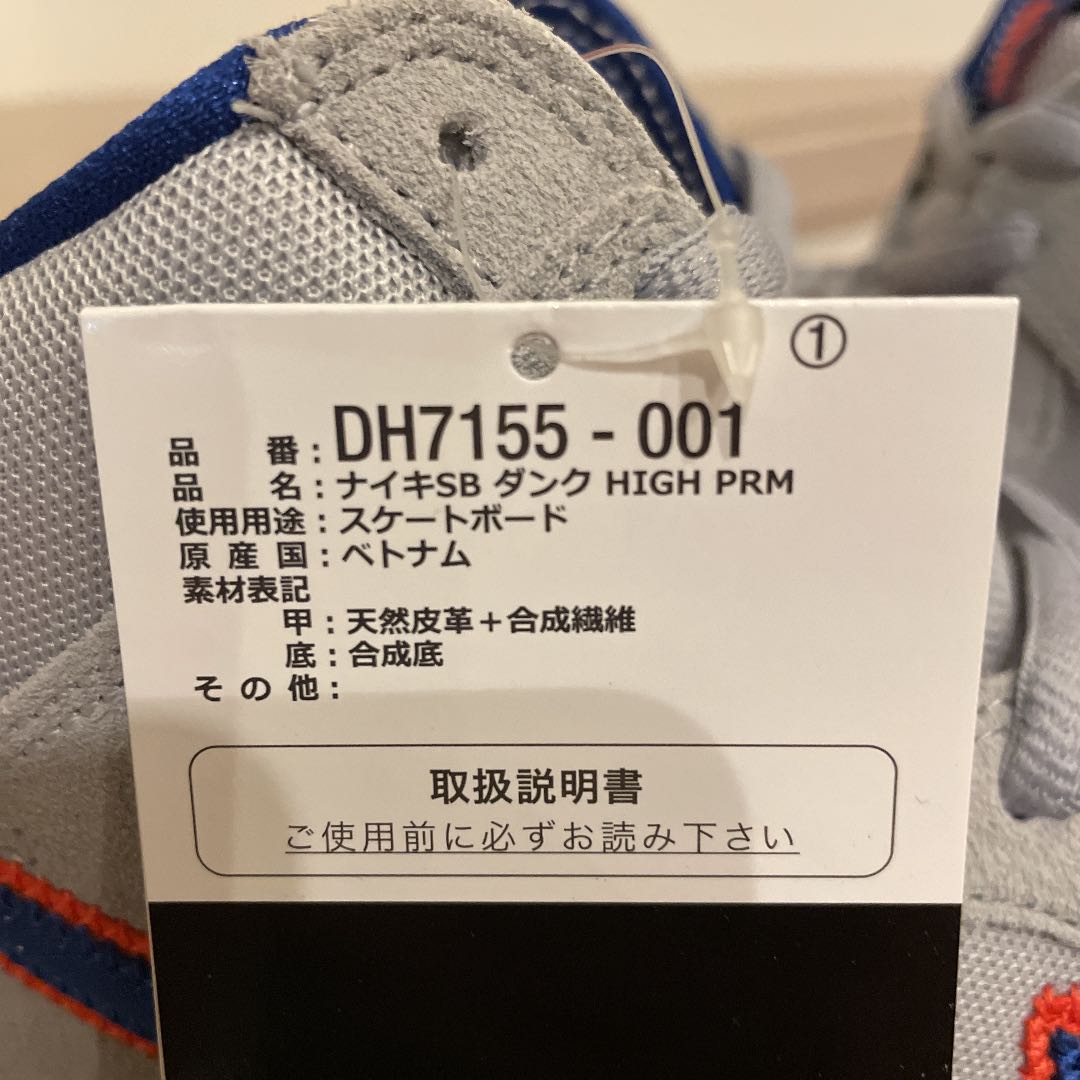 ①
品 番 : DH7155 - 001
品 名 : ナイキSB ダンク HIGH PRM
使用用途 : スケートボード
原 産 国 : ベトナム
素材表記
甲 : 天然皮革＋合成繊維
底 : 合成底
そ の 他 :
取扱説明書
ご使用前に必ずお読み下さい